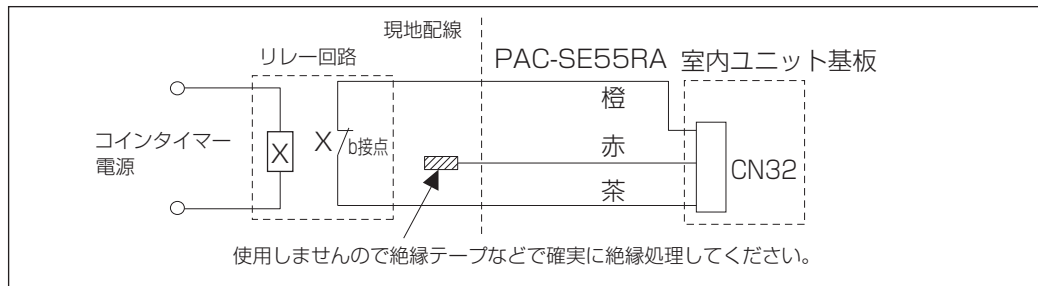 現地配線
リレー回路
PAC-SE55RA
室内ユニット基板
橙
コインタイマー
電源
X
X
b接点
赤
CN32
茶
使用しませんので絶縁テープなどで確実に絶縁処理してください。